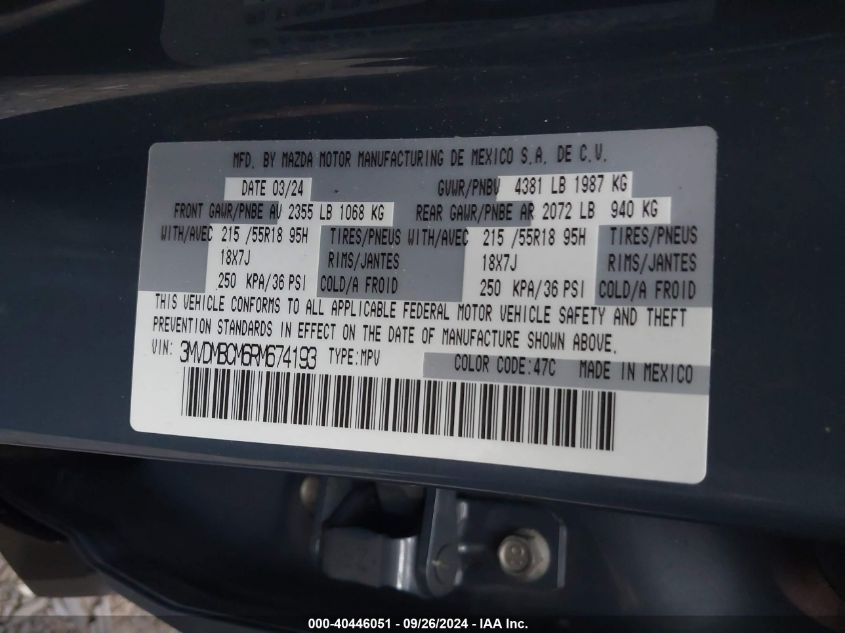 MFD. BY MAZDA MOTOR MANUFACTURING DE MEXICO S.A. DE C.V.
DATE 03/24 GVWR/PNBV 4381 LB 1987 KG
FRONT GAWR/PNBE AV 2355 LB 1068 KG REAR GAWR/PNBE AR 2072 LB 940 KG
WITH/AVEC 215 /55R18 95H TIRES/PNEUS WITH/AVEC 215 /55R18 95H TIRES/PNEUS
18X7J RIMS/JANTES 18X7J RIMS/JANTES
250 KPA/36 PSI COLD/A FROID 250 KPA/36 PSI COLD/A FROID
THIS VEHICLE CONFORMS TO ALL APPLICABLE FEDERAL MOTOR VEHICLE SAFETY AND THEFT
PREVENTION STANDARDS IN EFFECT ON THE DATE OF MANUFACTURE SHOWN ABOVE.
VIN: 3MVDMBCM6RM674193 TYPE:MPV COLOR CODE:47C MADE IN MEXICO
000-40446051 - 09/26/2024 - IAA Inc.